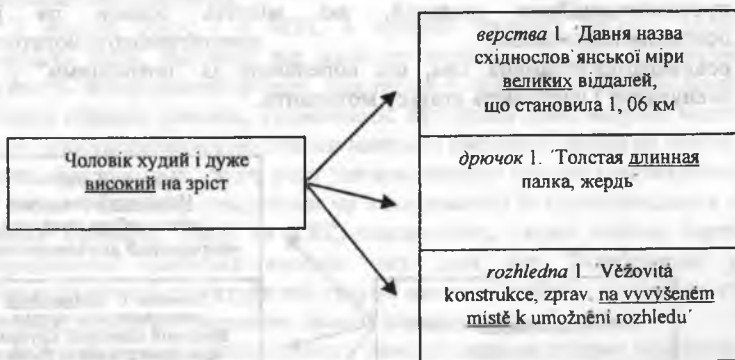 Чоловік худий і дуже
високий на зріст
верства 1. ´Давня назва
східнослов`янської міри
великих віддалей,
що становила 1, 06 км
дрючок 1. ´Толстая длинная
палка, жердь´
rozhledna 1 ´Věžovitá
konstrukce, zprav. na vyvýšeném
místě k umožnění rozhledu´